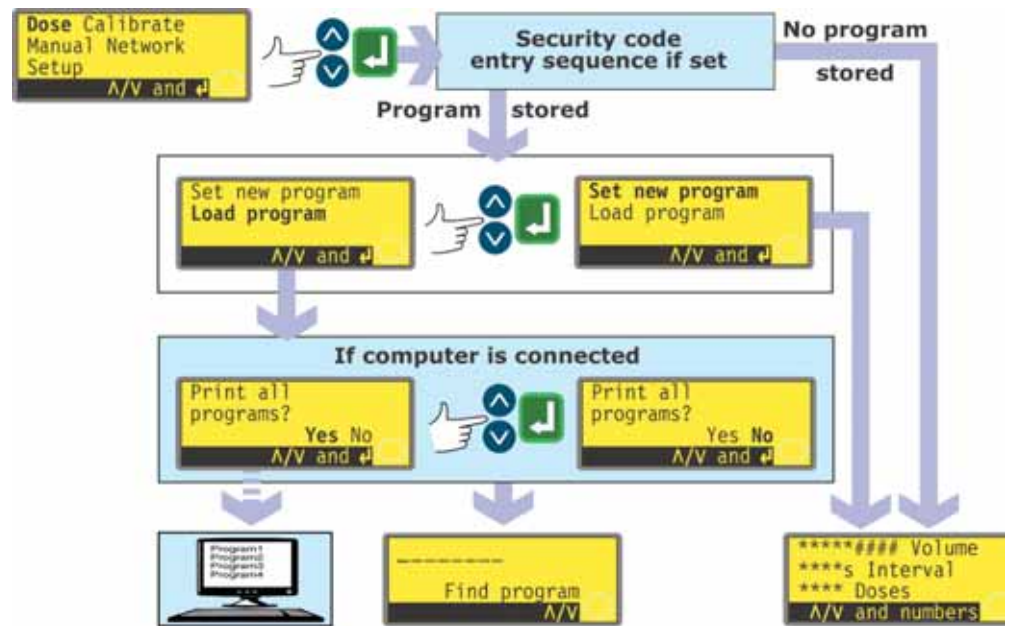 Dose Calibrate
Manual Network
Setup
Λ/V and ↲
Security code
entry sequence if set
No program
stored
Program stored
Set new program
Load program
Λ/V and ↲
Set new program
Load program
Λ/V and ↲
If computer is connected
Print all
programs?
Yes No
Λ/V and ↲
Print all
programs?
Yes No
Λ/V and ↲
Program1
Program2
Program3
Program4
_______
Find program
Λ/V
*****#### Volume
****s Interval
**** Doses
Λ/V and numbers